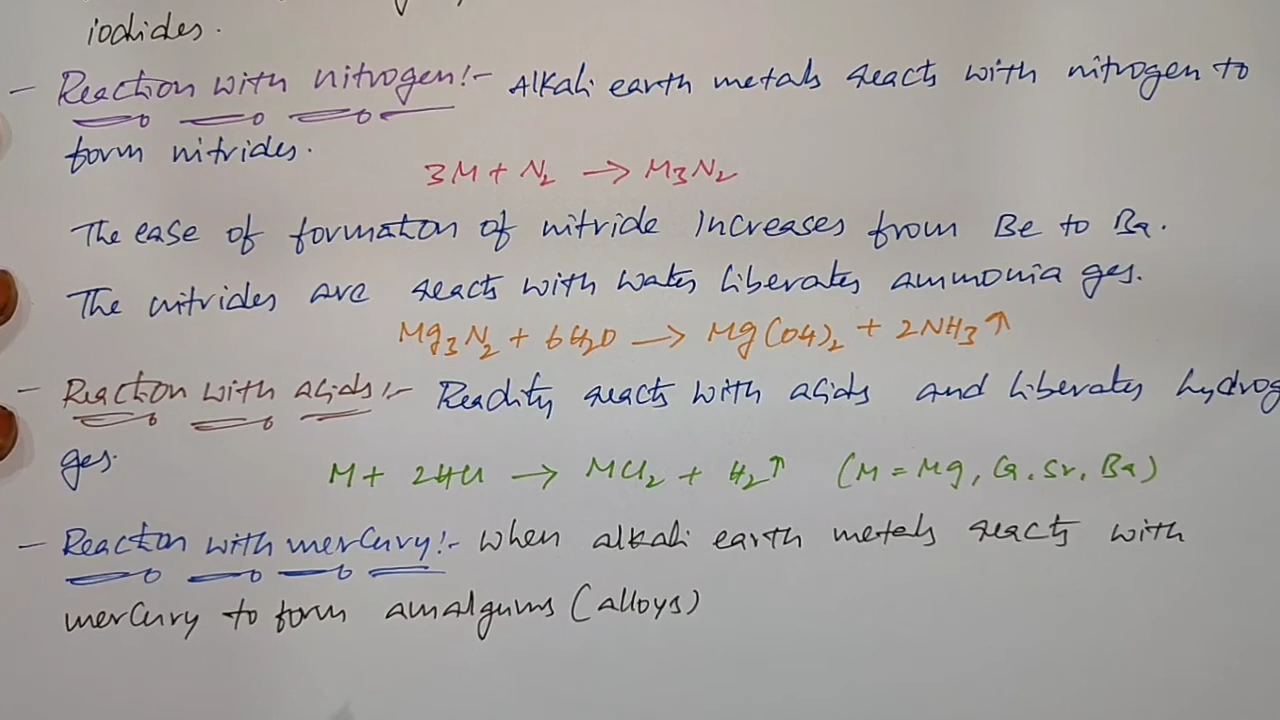 iodides.
- Reaction with nitrogen:- Alkali earth metals reacts with nitrogen to
form nitrides.
3M + N₂ → M₃N₂
The ease of formation of nitride increases from Be to Ba.
The nitrides are reacts with water liberates ammonia ges.
Mg₃N₂ + 6H₂O → Mg(OH)₂ + 2NH₃↑
- Reaction with acids:- Readity reacts with acids and liberates hydrog
ges.
M + 2HCl → MCl₂ + H₂↑ (M = Mg, Ca, Sr, Ba)
- Reaction with mercury:- When alkali earth metals reacts with
mercury to form amalgums (alloys)